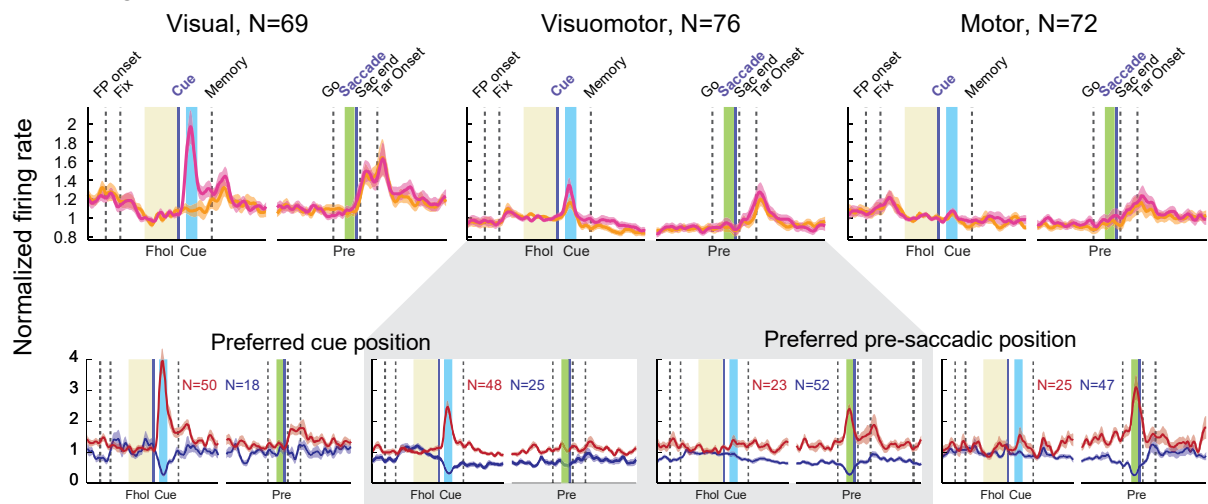 Visual, N=69
Visuomotor, N=76
Motor, N=72
FP onset Fix Cue Memory Go Saccade Sac end Tar Onset
FP onset Fix Cue Memory Go Saccade Sac end Tar Onset
FP onset Fix Cue Memory Go Saccade Sac end Tar Onset
Normalized firing rate
2
1.8
1.6
1.4
1.2
1
0.8
Fhol Cue Pre
Fhol Cue Pre
Fhol Cue Pre
Preferred cue position
Preferred pre-saccadic position
4
3
2
1
0
N=50 N=18
N=48 N=25
N=23 N=52
N=25 N=47
Fhol Cue Pre
Fhol Cue Pre
Fhol Cue Pre
Fhol Cue Pre